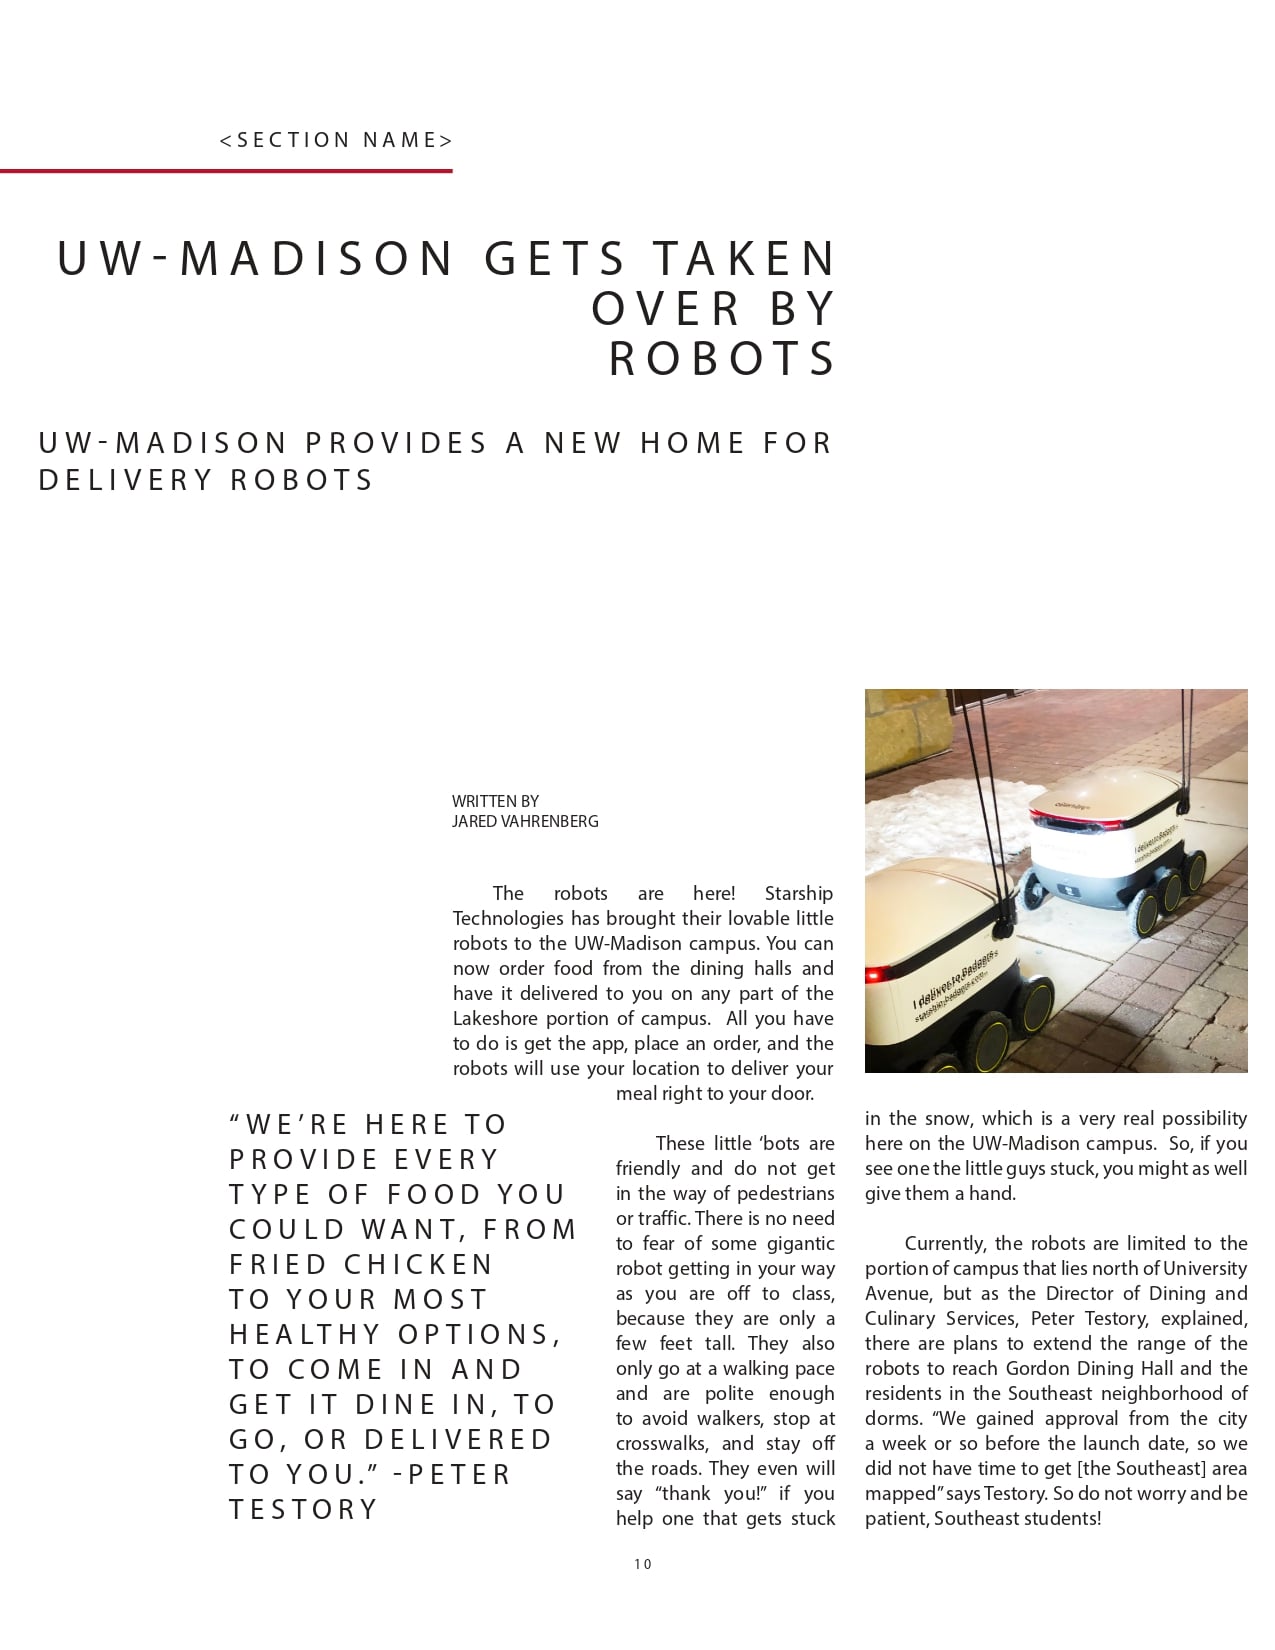 <SECTION NAME>
UW-MADISON GETS TAKEN
OVER BY
ROBOTS
UW-MADISON PROVIDES A NEW HOME FOR
DELIVERY ROBOTS
WRITTEN BY
JARED VAHRENBERG
The robots are here! Starship
Technologies has brought their lovable little
robots to the UW-Madison campus. You can
now order food from the dining halls and
have it delivered to you on any part of the
Lakeshore portion of campus.  All you have
to do is get the app, place an order, and the
robots will use your location to deliver your
meal right to your door.
“WE’RE HERE TO
PROVIDE EVERY
TYPE OF FOOD YOU
COULD WANT, FROM
FRIED CHICKEN
TO YOUR MOST
HEALTHY OPTIONS,
TO COME IN AND
GET IT DINE IN, TO
GO, OR DELIVERED
TO YOU.” -PETER
TESTORY
These little ‘bots are
friendly and do not get
in the way of pedestrians
or traffic. There is no need
to fear of some gigantic
robot getting in your way
as you are off to class,
because they are only a
few feet tall. They also
only go at a walking pace
and are polite enough
to avoid walkers, stop at
crosswalks, and stay off
the roads. They even will
say “thank you!” if you
help one that gets stuck
I deliver to Badgers
I deliver to Badgers
in the snow, which is a very real possibility
here on the UW-Madison campus.  So, if you
see one the little guys stuck, you might as well
give them a hand.
Currently, the robots are limited to the
portion of campus that lies north of University
Avenue, but as the Director of Dining and
Culinary Services, Peter Testory, explained,
there are plans to extend the range of the
robots to reach Gordon Dining Hall and the
residents in the Southeast neighborhood of
dorms. “We gained approval from the city
a week or so before the launch date, so we
did not have time to get [the Southeast] area
mapped” says Testory. So do not worry and be
patient, Southeast students!
10